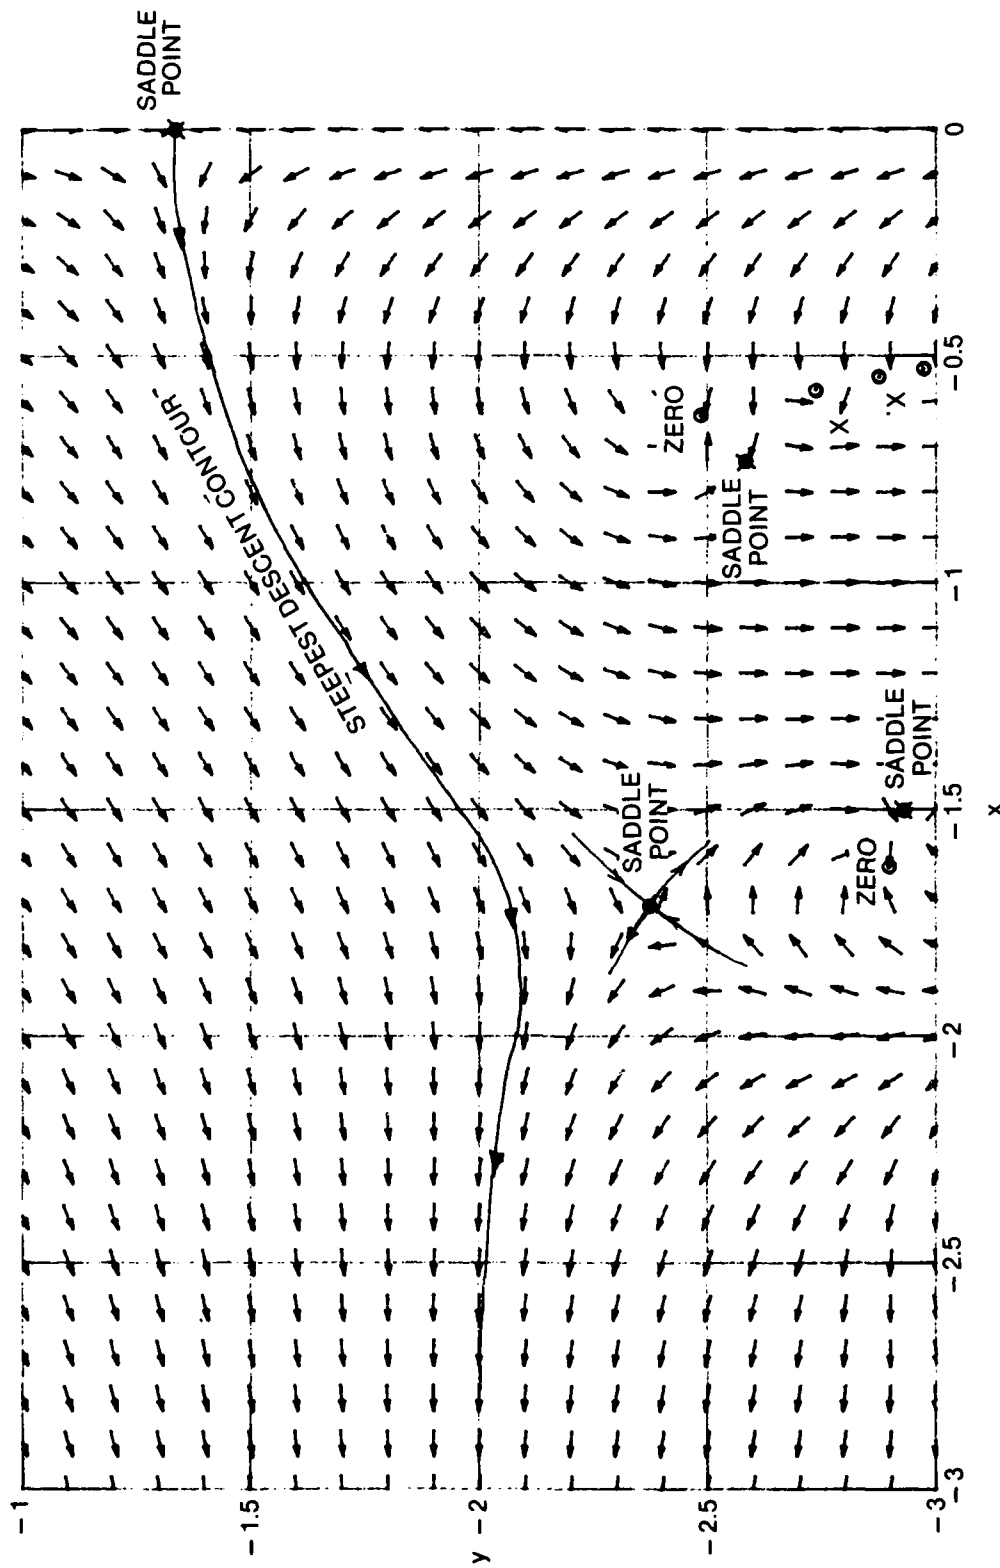 SADDLE
POINT
STEEPEST DESCENT CONTOUR
ZERO
SADDLE
POINT
X
X
SADDLE
POINT
ZERO
SADDLE
POINT
-1
-1.5
y -2
-2.5
-3
-3
-2.5
-2
-1.5
-1
-0.5
0
x